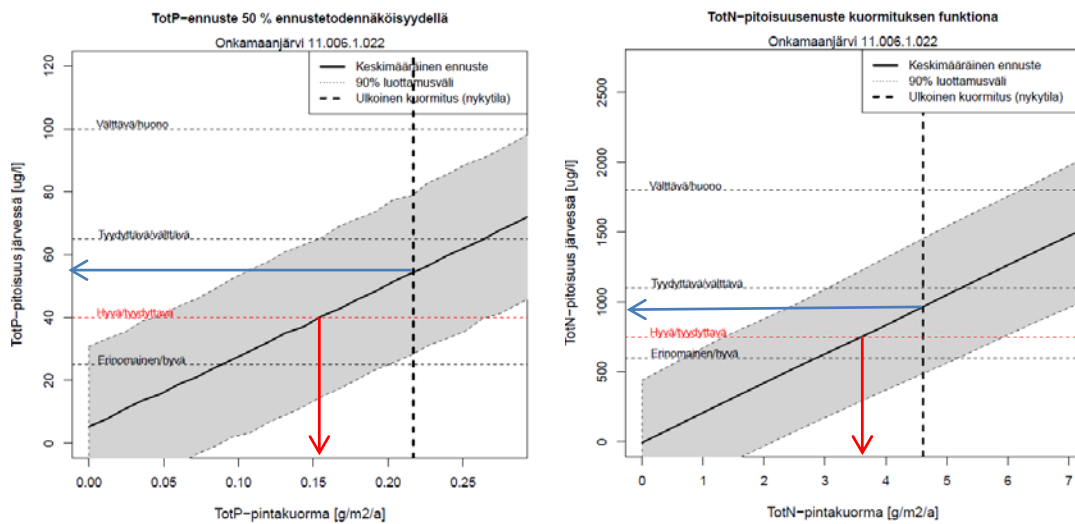 TotP−ennuste 50 % ennustetodennäköisyydellä
Onkamaanjärvi 11.006.1.022
Keskimääräinen ennuste
90% luottamusväli
Ulkoinen kuormitus (nykytila)
Välttävä/huono
Tyydyttävä/välttävä
Hyvä/tyydyttävä
Erinomainen/hyvä
TotP−pitoisuus järvessä [ug/l]
120
100
80
60
40
20
0
0.00 0.05 0.10 0.15 0.20 0.25
TotP−pintakuorma [g/m2/a]
TotN−pitoisuusenuste kuormituksen funktiona
Onkamaanjärvi 11.006.1.022
Keskimääräinen ennuste
90% luottamusväli
Ulkoinen kuormitus (nykytila)
Välttävä/huono
Tyydyttävä/välttävä
Hyvä/tyydyttävä
Erinomainen/hyvä
TotN−pitoisuus järvessä [ug/l]
2500
2000
1500
1000
500
0
0 1 2 3 4 5 6 7
TotN−pintakuorma [g/m2/a]